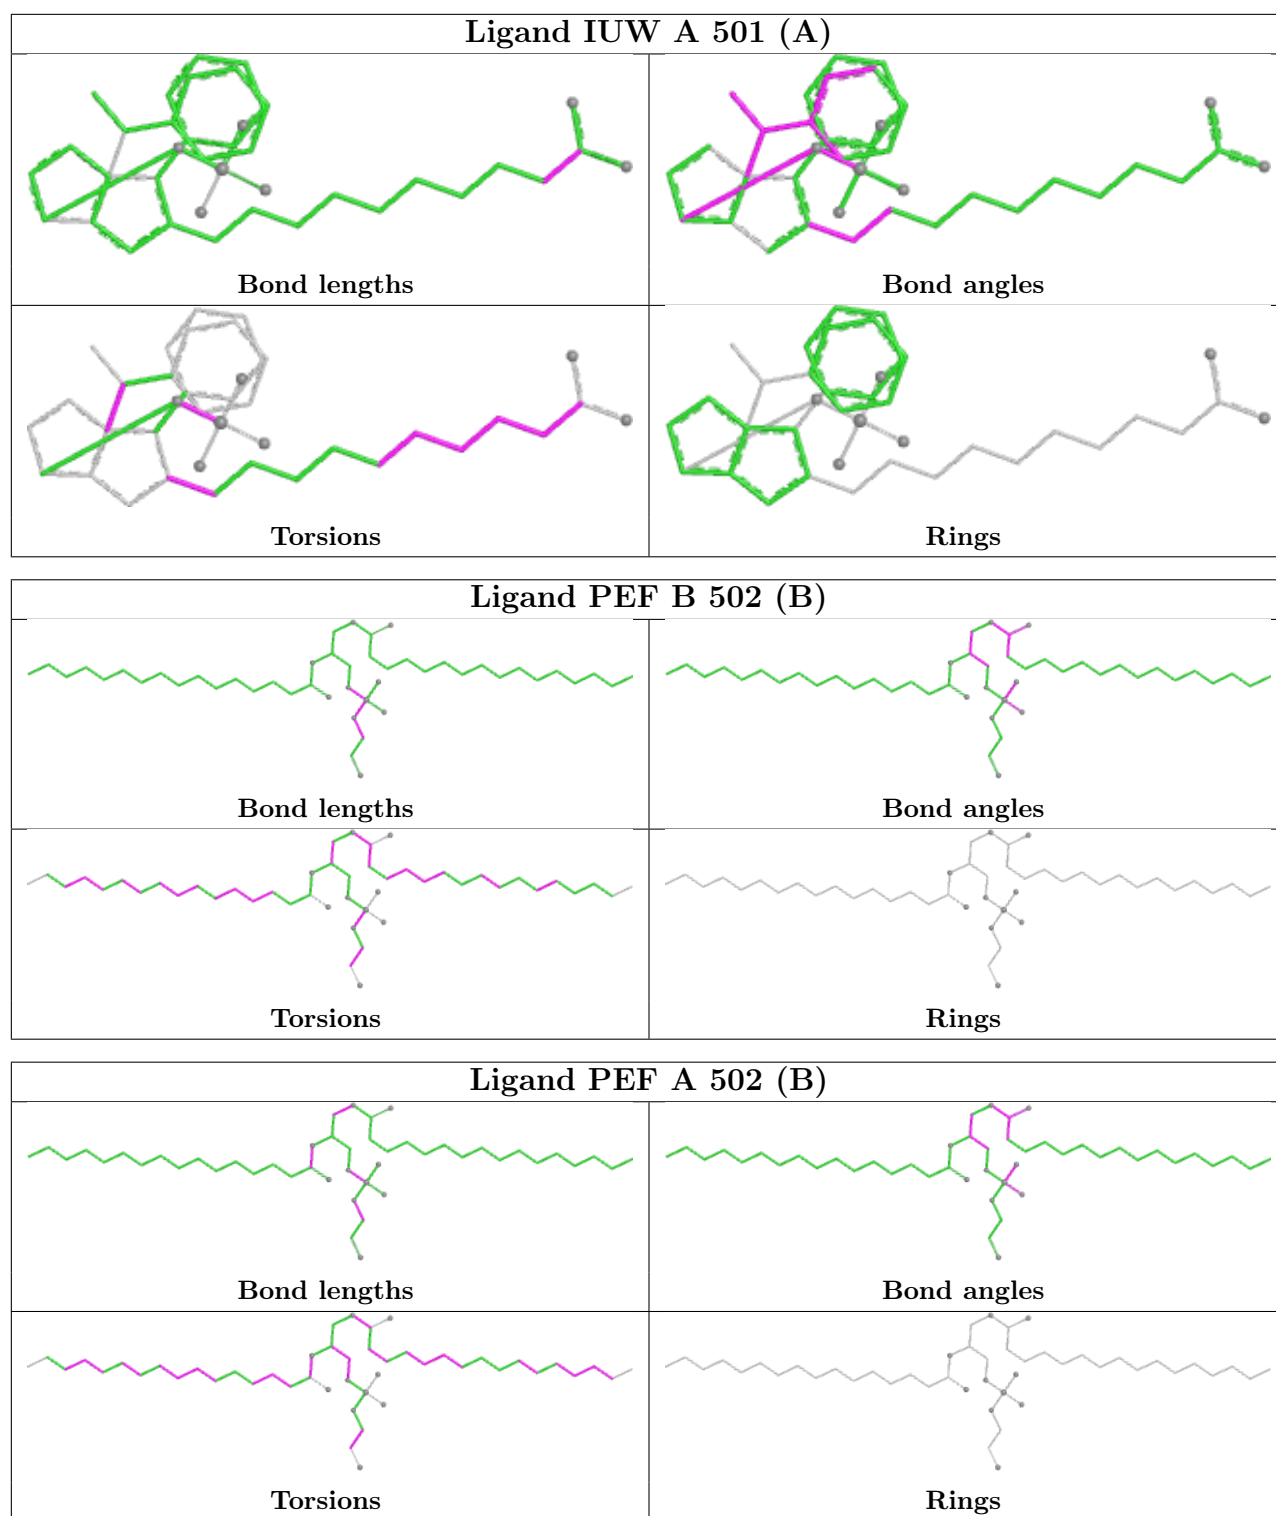 Ligand IUW A 501 (A)
Bond lengths
Bond angles
Torsions
Rings
Ligand PEF B 502 (B)
Bond lengths
Bond angles
Torsions
Rings
Ligand PEF A 502 (B)
Bond lengths
Bond angles
Torsions
Rings